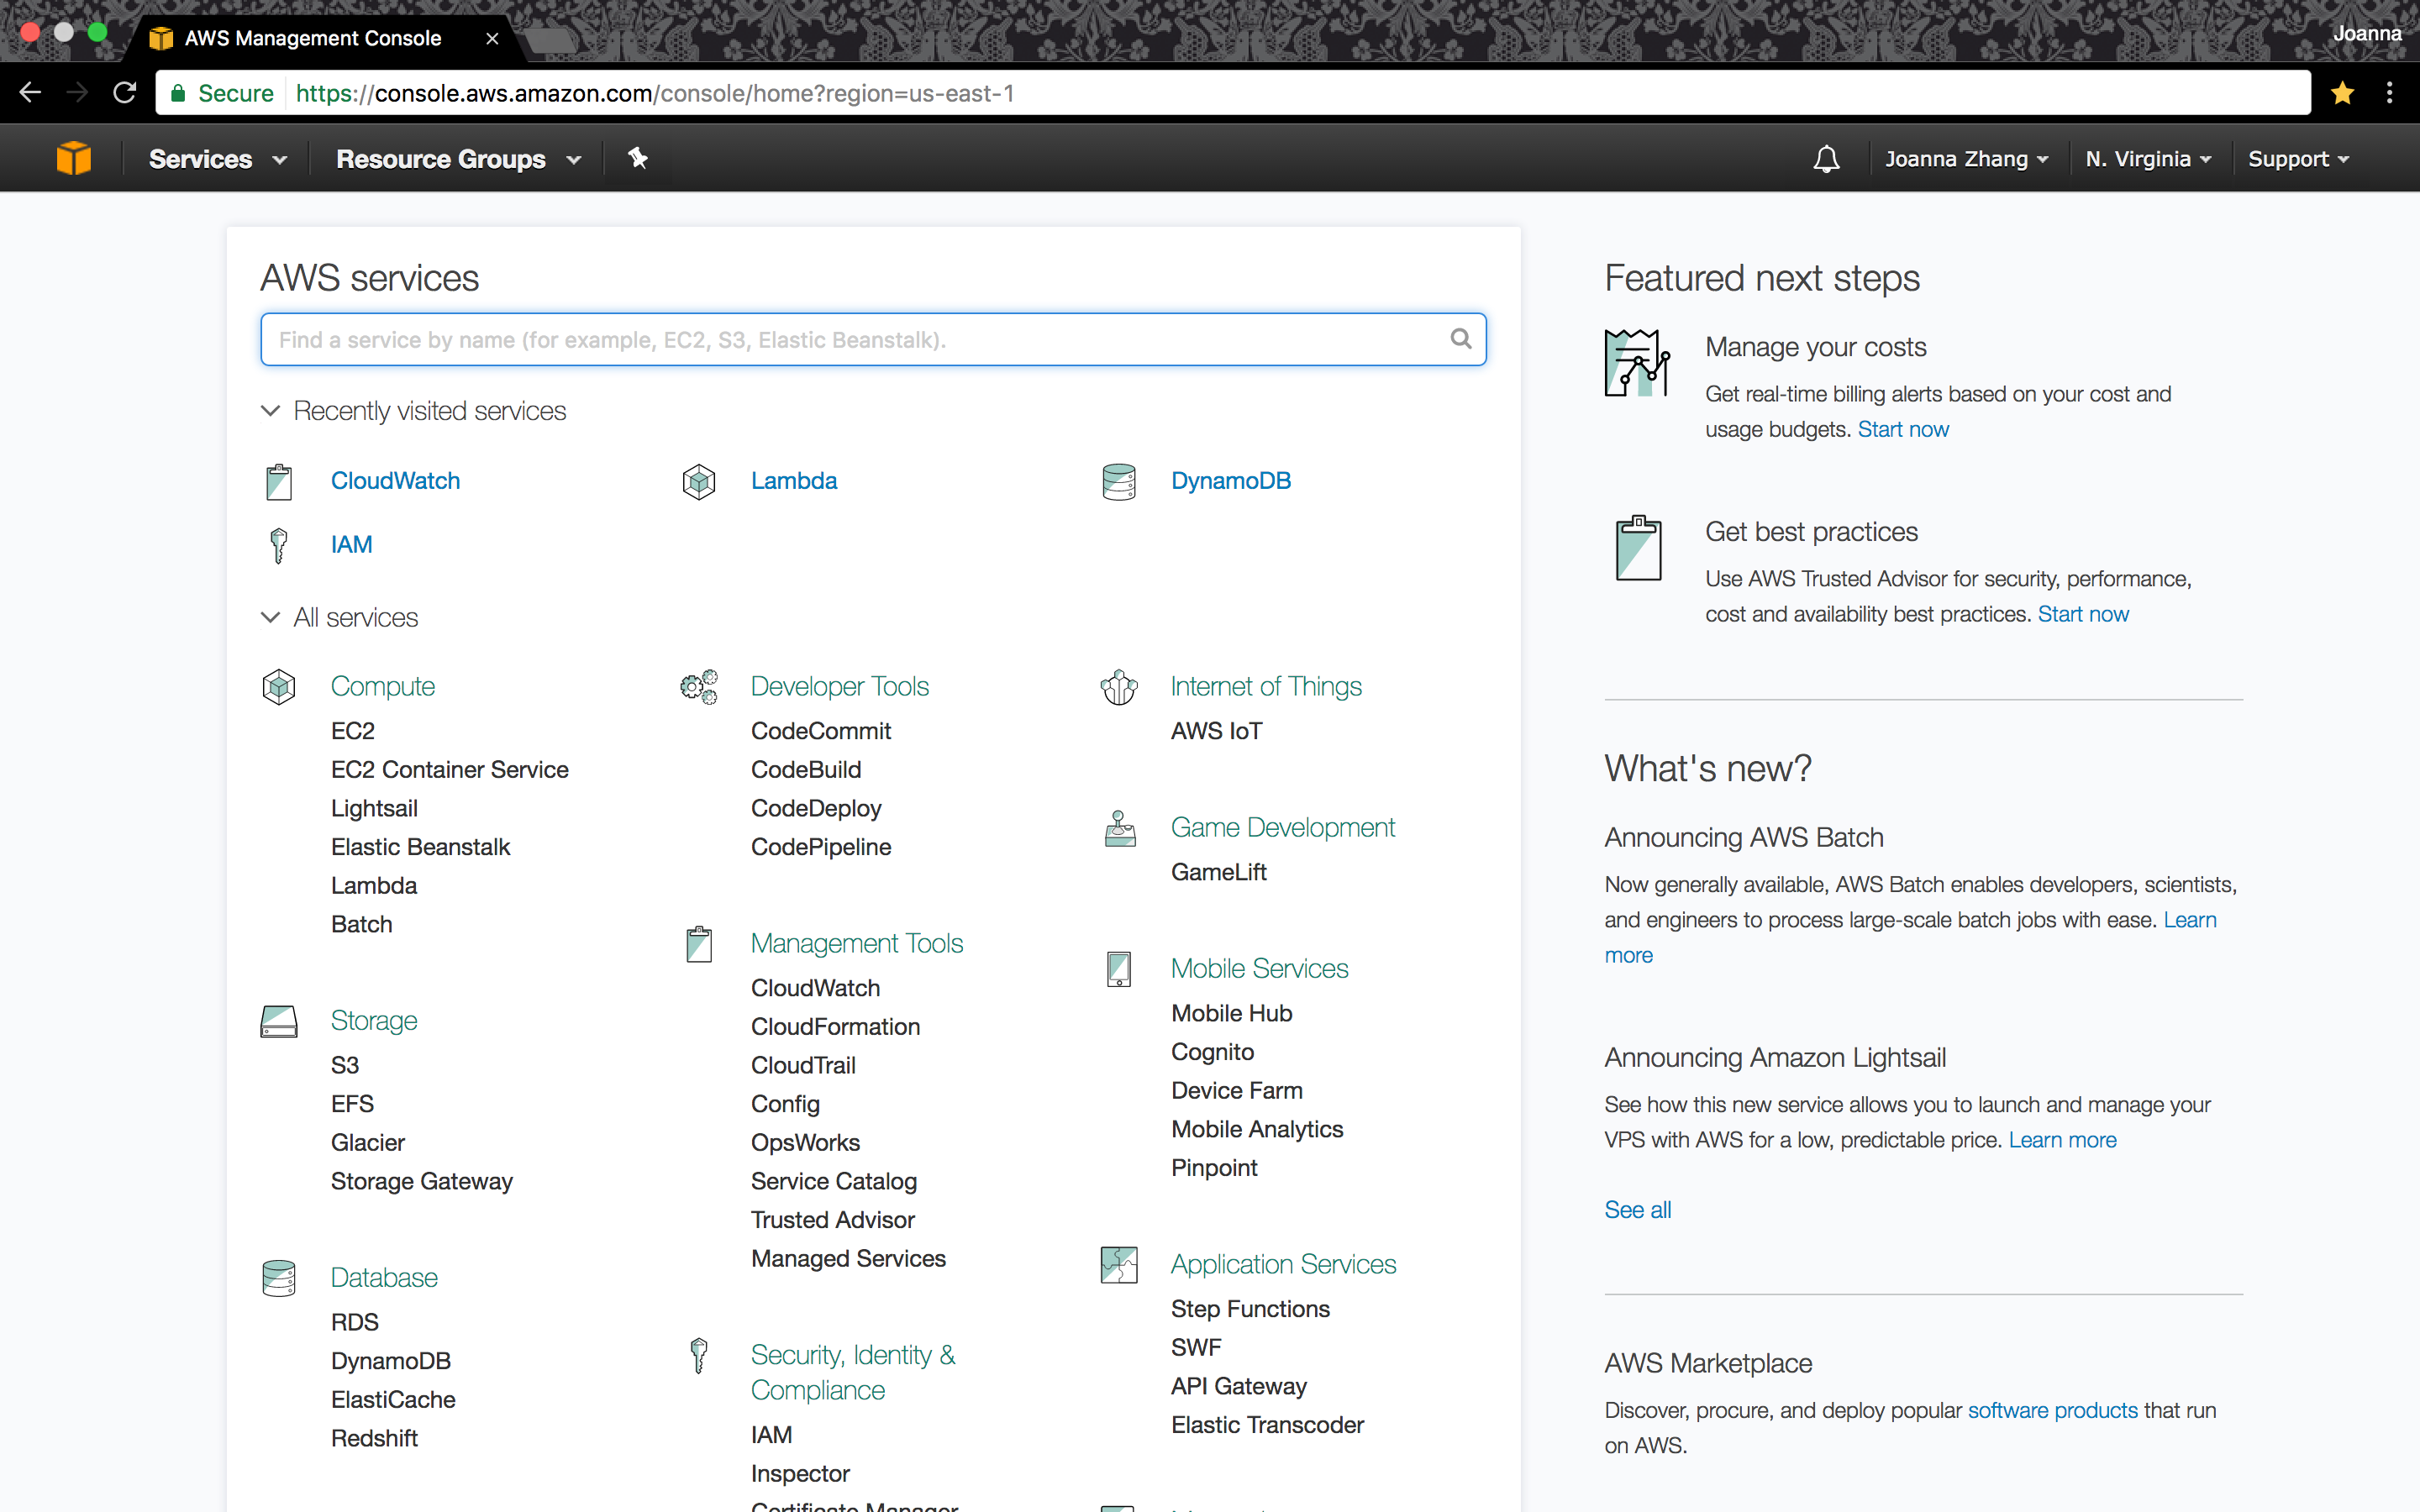 AWS Management Console
Joanna
Secure
https://console.aws.amazon.com/console/home?region=us-east-1
Services
Resource Groups
Joanna Zhang
N. Virginia
Support
AWS services
Find a service by name (for example, EC2, S3, Elastic Beanstalk).
Recently visited services
CloudWatch
Lambda
DynamoDB
IAM
All services
Compute
EC2
EC2 Container Service
Lightsail
Elastic Beanstalk
Lambda
Batch
Storage
S3
EFS
Glacier
Storage Gateway
Database
RDS
DynamoDB
ElastiCache
Redshift
Developer Tools
CodeCommit
CodeBuild
CodeDeploy
CodePipeline
Management Tools
CloudWatch
CloudFormation
CloudTrail
Config
OpsWorks
Service Catalog
Trusted Advisor
Managed Services
Security, Identity &
Compliance
IAM
Inspector
Certificate Manager
Internet of Things
AWS IoT
Game Development
GameLift
Mobile Services
Mobile Hub
Cognito
Device Farm
Mobile Analytics
Pinpoint
Application Services
Step Functions
SWF
API Gateway
Elastic Transcoder
Featured next steps
Manage your costs
Get real-time billing alerts based on your cost and
usage budgets. Start now
Get best practices
Use AWS Trusted Advisor for security, performance,
cost and availability best practices. Start now
What's new?
Announcing AWS Batch
Now generally available, AWS Batch enables developers, scientists,
and engineers to process large-scale batch jobs with ease. Learn
more
Announcing Amazon Lightsail
See how this new service allows you to launch and manage your
VPS with AWS for a low, predictable price. Learn more
See all
AWS Marketplace
Discover, procure, and deploy popular software products that run
on AWS.